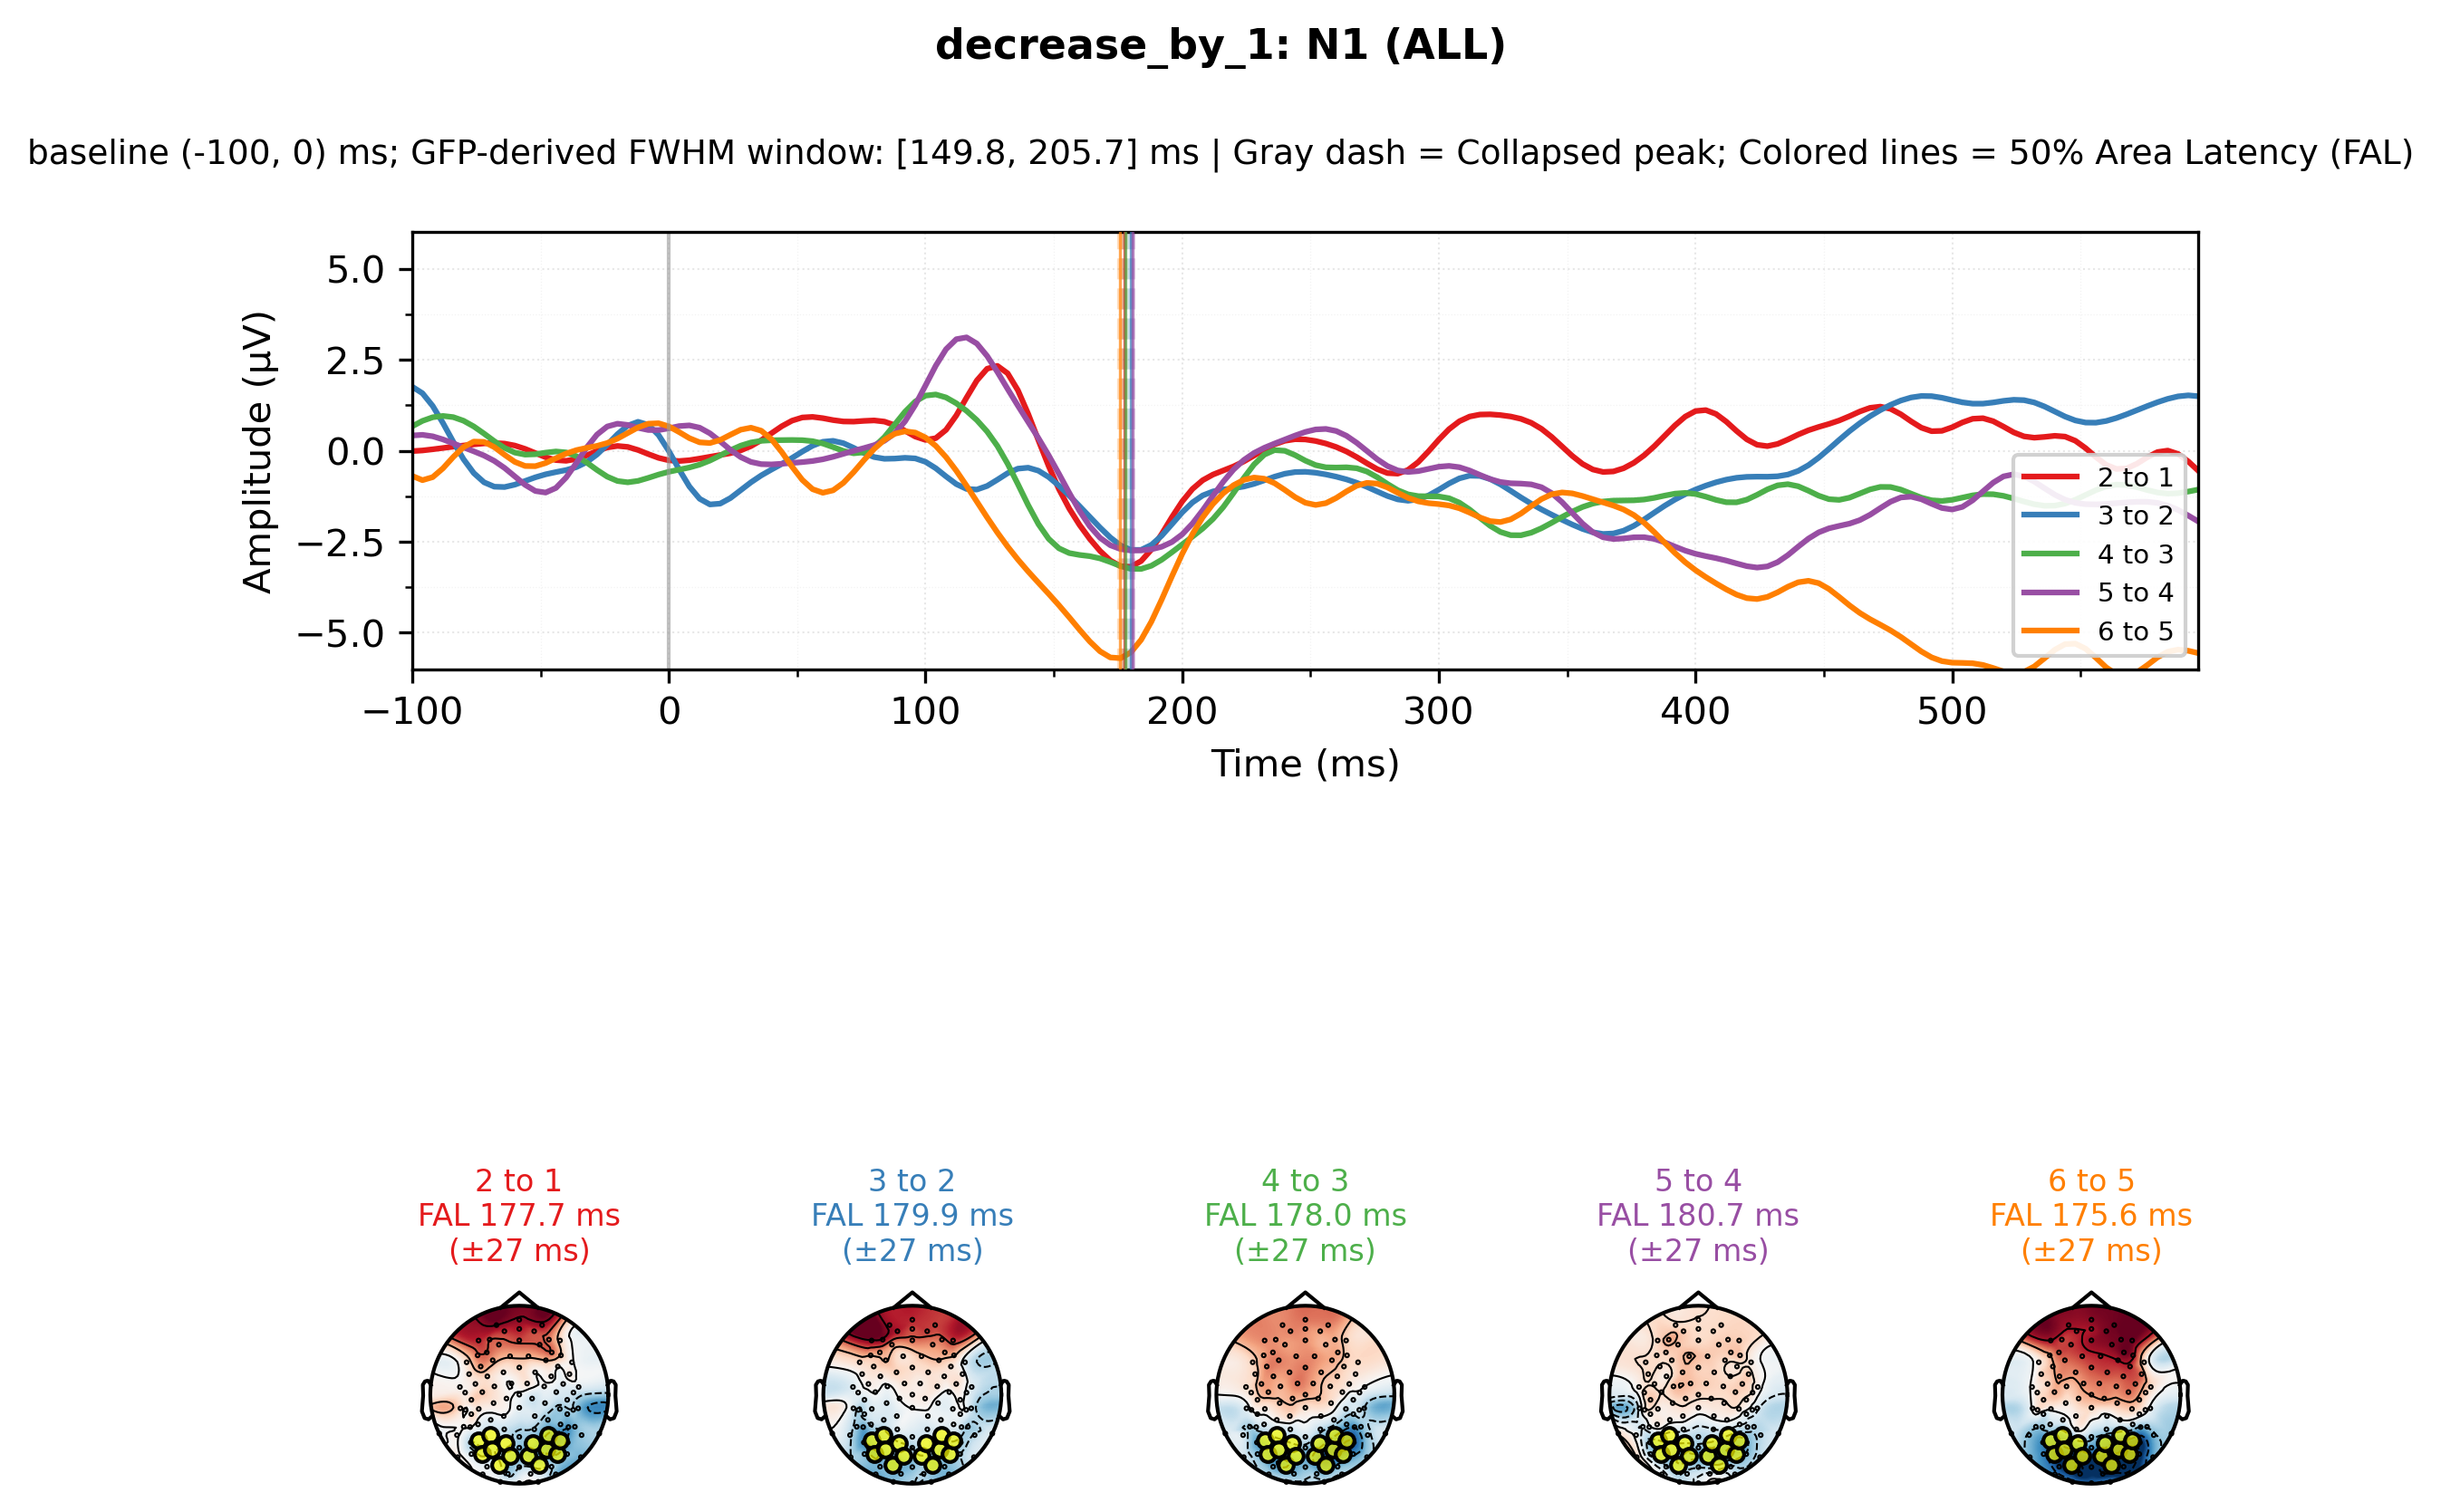 decrease_by_1: N1 (ALL)
baseline (-100, 0) ms; GFP-derived FWHM window: [149.8, 205.7] ms | Gray dash = Collapsed peak; Colored lines = 50% Area Latency (FAL)
5.0
2.5
0.0
−2.5
−5.0
Amplitude (μV)
2 to 1
3 to 2
4 to 3
5 to 4
6 to 5
−100
0
100
200
300
400
500
Time (ms)
2 to 1
FAL 177.7 ms
(±27 ms)
3 to 2
FAL 179.9 ms
(±27 ms)
4 to 3
FAL 178.0 ms
(±27 ms)
5 to 4
FAL 180.7 ms
(±27 ms)
6 to 5
FAL 175.6 ms
(±27 ms)